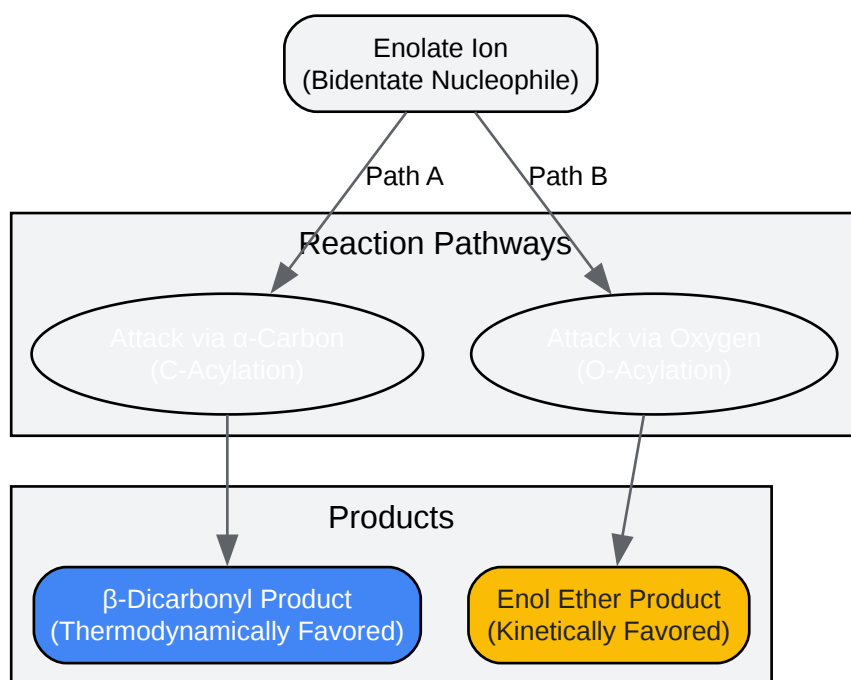 Enolate Ion
(Bidentate Nucleophile)
Path A
Path B
Reaction Pathways
Attack via α-Carbon
(C-Acylation)
Attack via Oxygen
(O-Acylation)
Products
β-Dicarbonyl Product
(Thermodynamically Favored)
Enol Ether Product
(Kinetically Favored)